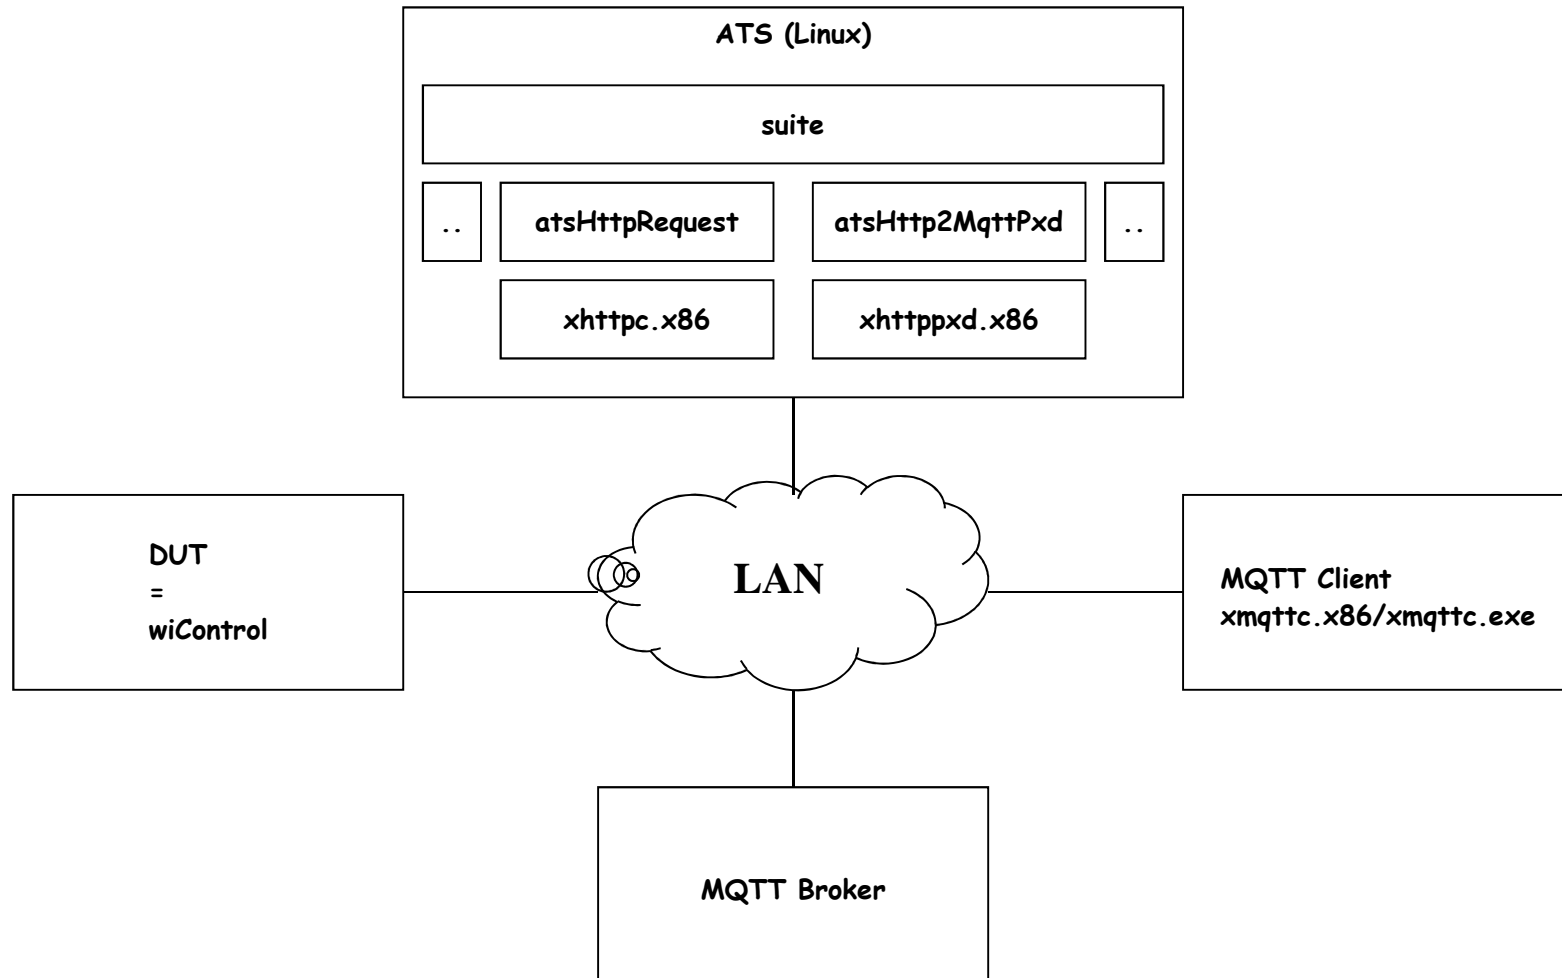 ATS (Linux)
suite
..
atsHttpRequest
atsHttp2MqttPxd
..
xhttpc.x86
xhttppxd.x86
DUT
=
wiControl
LAN
MQTT Client
xmqttc.x86/xmqttc.exe
MQTT Broker